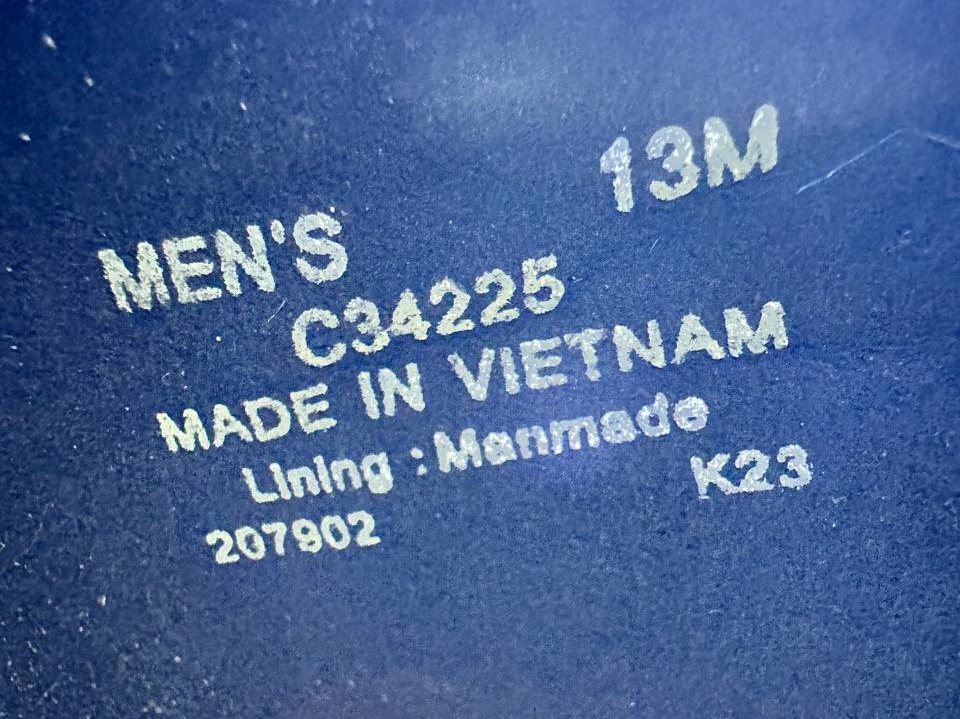 13M
MEN'S
C34225
MADE IN VIETNAM
Lining : Manmade
K23
207902